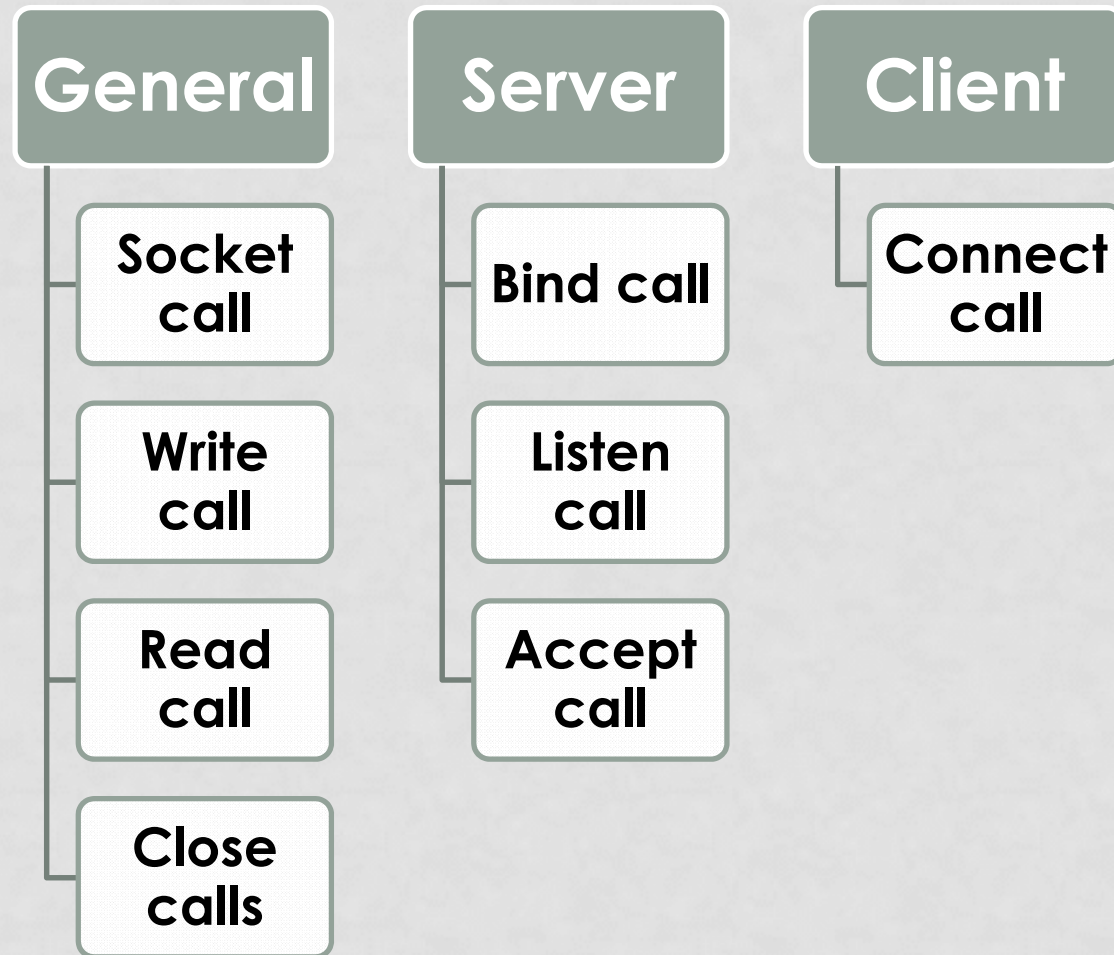 General
Socket
call
Write
call
Read
call
Close
calls
Server
Bind call
Listen
call
Accept
call
Client
Connect
call